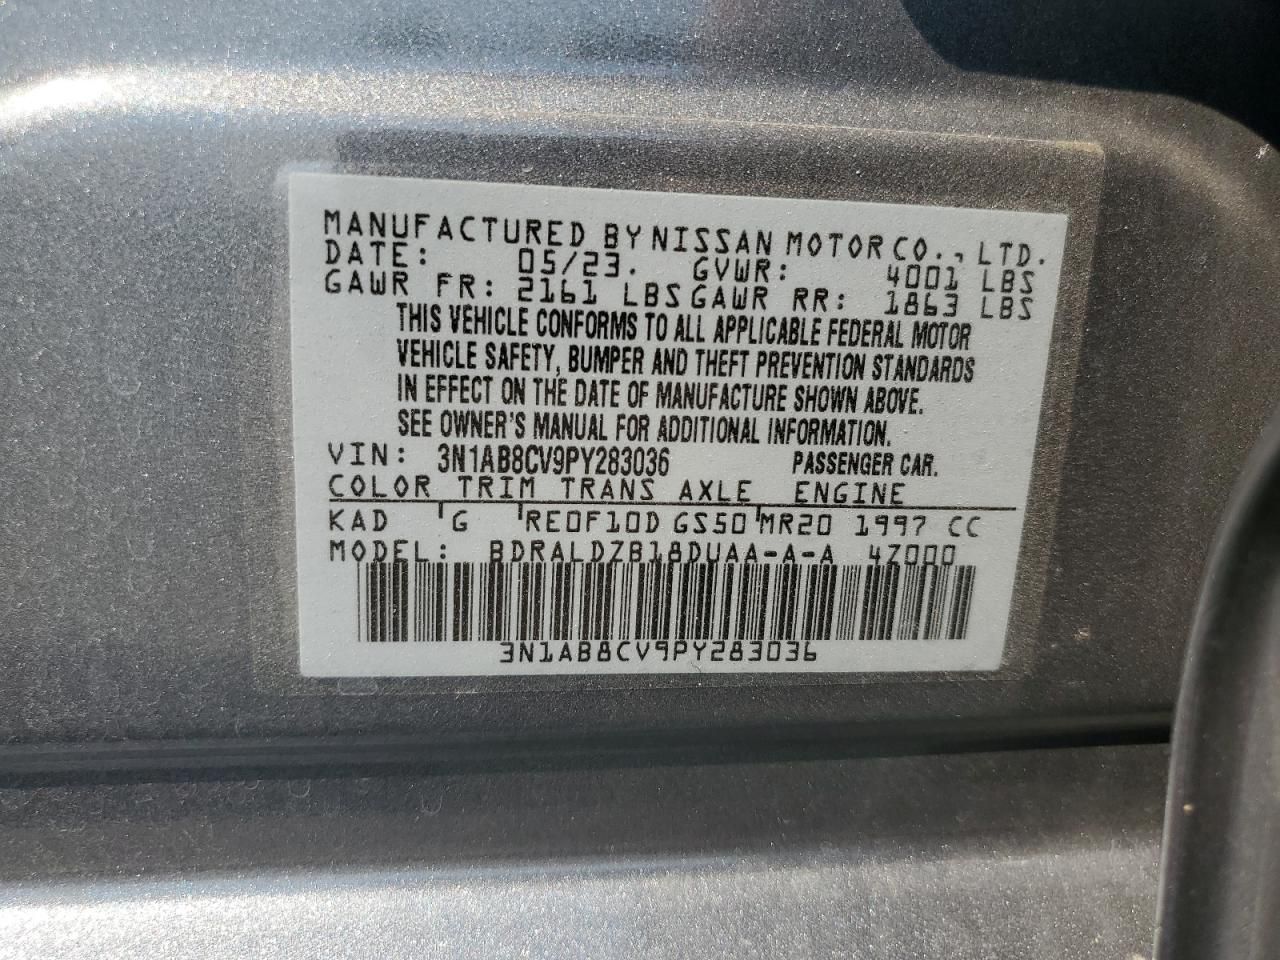 MANUFACTURED BY NISSAN MOTOR CO., LTD.
DATE: 05/23. GVWR: 4001 LBS
GAWR FR: 2161 LBS GAWR RR: 1863 LBS
THIS VEHICLE CONFORMS TO ALL APPLICABLE FEDERAL MOTOR
VEHICLE SAFETY, BUMPER AND THEFT PREVENTION STANDARDS
IN EFFECT ON THE DATE OF MANUFACTURE SHOWN ABOVE.
SEE OWNER'S MANUAL FOR ADDITIONAL INFORMATION.
VIN: 3N1AB8CV9PY283036 PASSENGER CAR.
COLOR TRIM TRANS AXLE ENGINE
KAD G RE0F10D GS50 MR20 1997 CC
MODEL: BDRALDZB18DUAA-A-A 4Z000
3N1AB8CV9PY283036